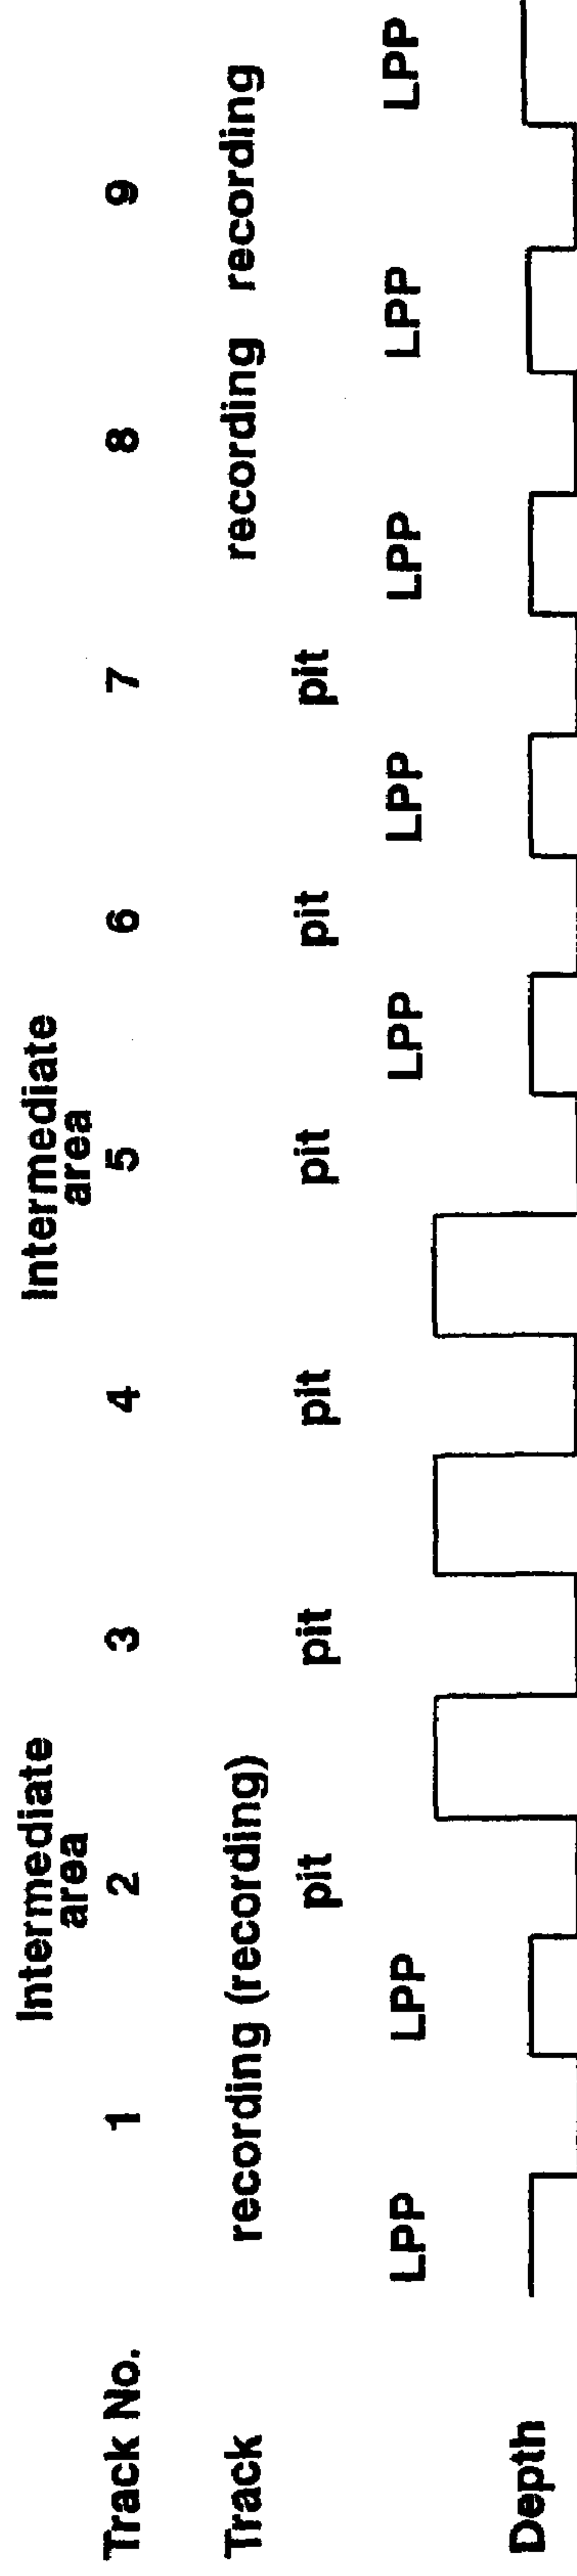 Intermediate area Intermediate area
Track No. 1 2 3 4 5 6 7 8 9
Track recording (recording) recording recording
pit pit pit pit pit pit
LPP LPP LPP LPP LPP LPP LPP
Depth